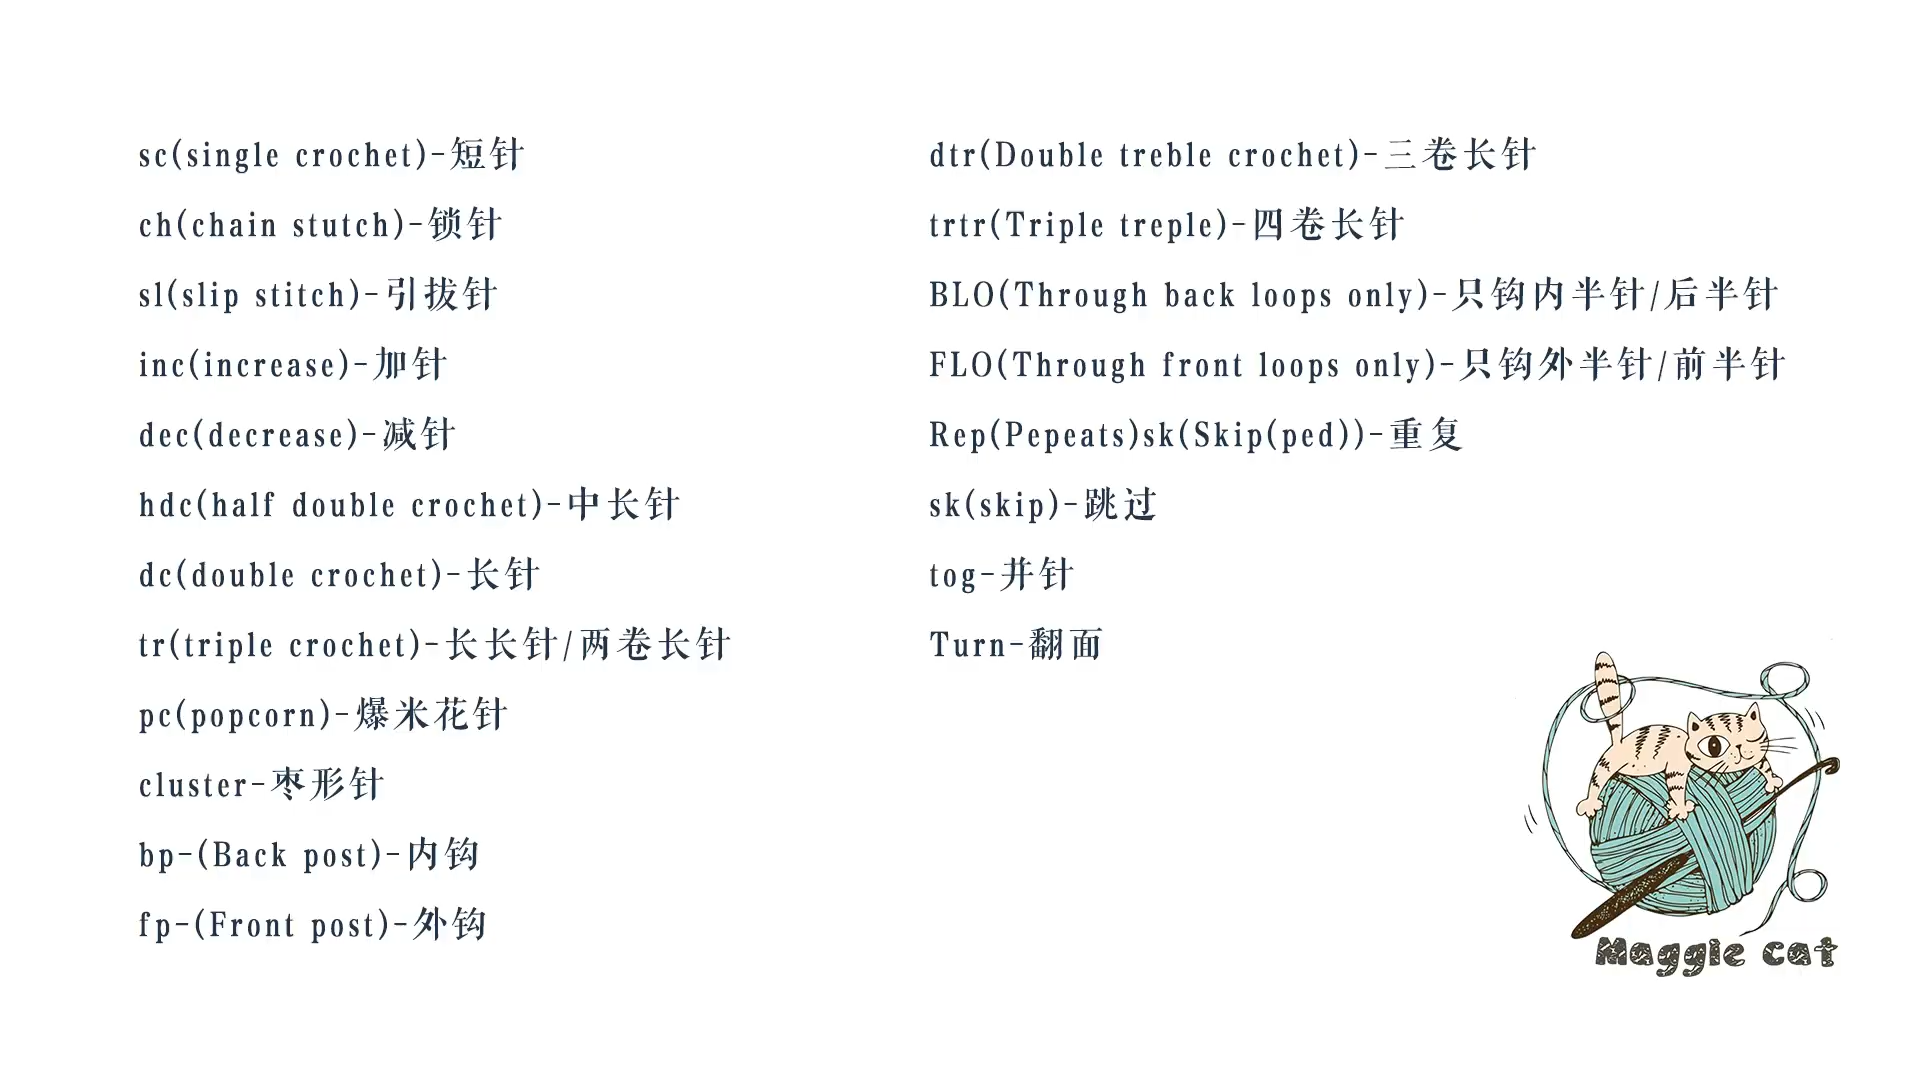 sc(single crochet)-短针
ch(chain stutch)-锁针
sl(slip stitch)-引拔针
inc(increase)-加针
dec(decrease)-减针
hdc(half double crochet)-中长针
dc(double crochet)-长针
tr(triple crochet)-长长针/两卷长针
pc(popcorn)-爆米花针
cluster-枣形针
bp-(Back post)-内钩
fp-(Front post)-外钩
dtr(Double treble crochet)-三卷长针
trtr(Triple treple)-四卷长针
BLO(Through back loops only)-只钩内半针/后半针
FLO(Through front loops only)-只钩外半针/前半针
Rep(Pepeats)sk(Skip(ped))-重复
sk(skip)-跳过
tog-并针
Turn-翻面
Maggie cat